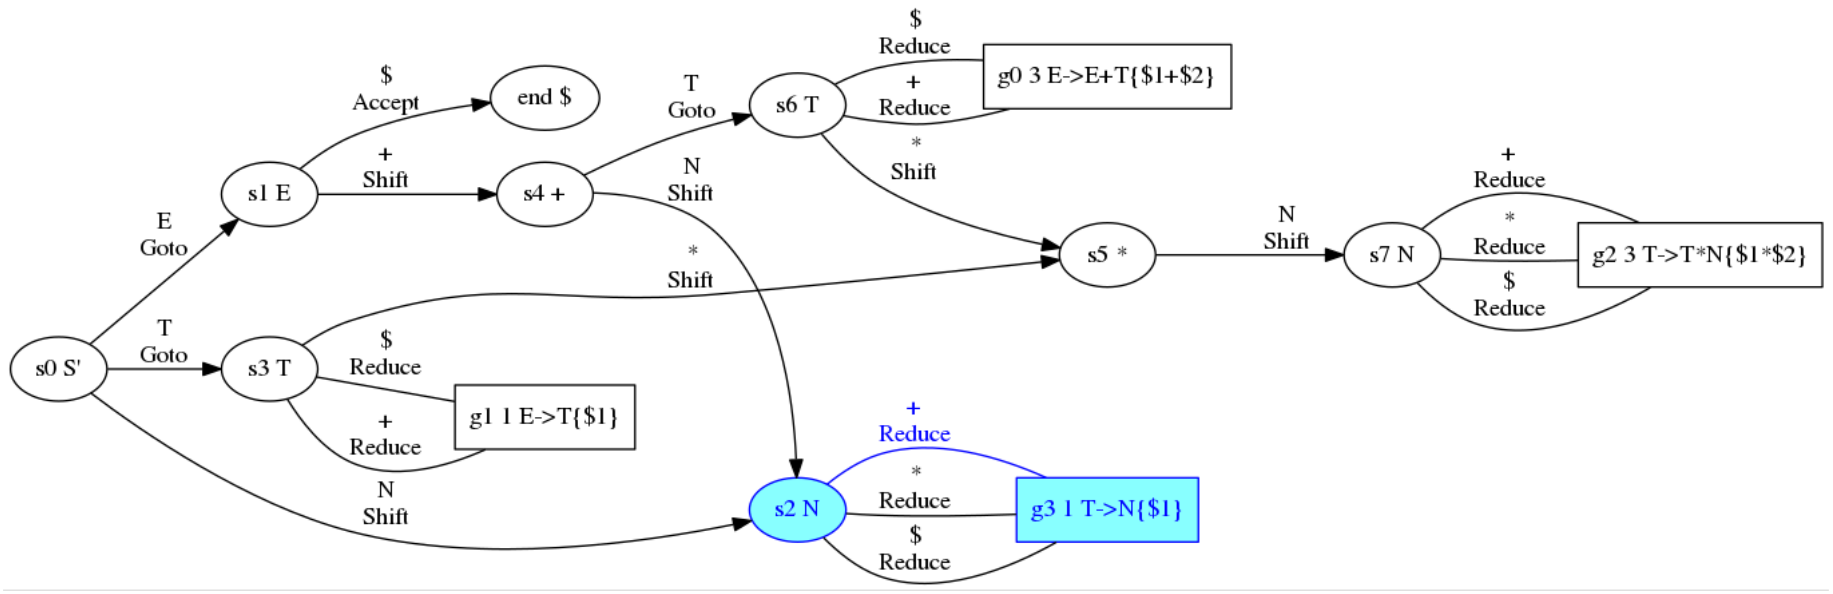 $
Reduce
+
Reduce
*
Shift
g0 3 E->E+T{$1+$2}
s6 T
$
Accept
end $
T
Goto
+
Shift
s1 E
s4 +
N
Shift
E
Goto
*
Shift
s5 *
N
Shift
s7 N
+
Reduce
*
Reduce
$
Reduce
g2 3 T->T*N{$1*$2}
s0 S'
T
Goto
s3 T
$
Reduce
+
Reduce
g1 1 E->T{$1}
N
Shift
s2 N
+
Reduce
*
Reduce
$
Reduce
g3 1 T->N{$1}